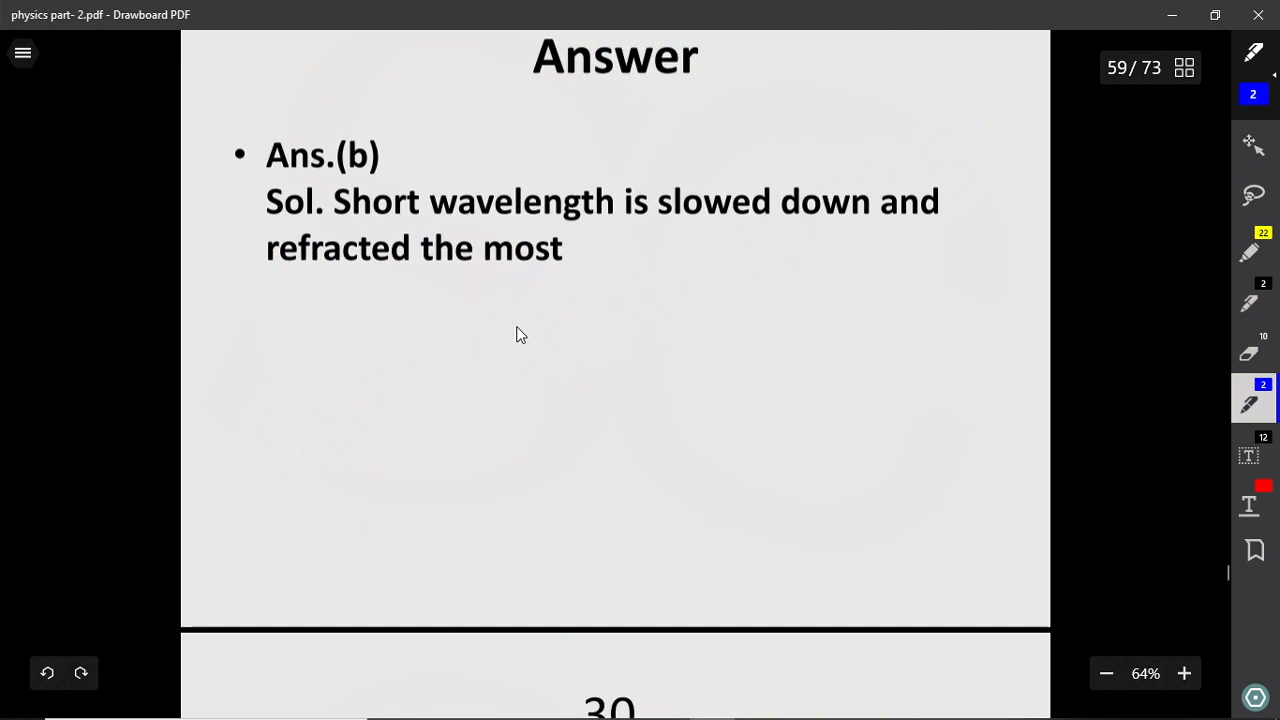 physics part- 2.pdf - Drawboard PDF
Answer
59 / 73
2
• Ans.(b)
Sol. Short wavelength is slowed down and
refracted the most
22
2
10
2
12
T
T
64%
30